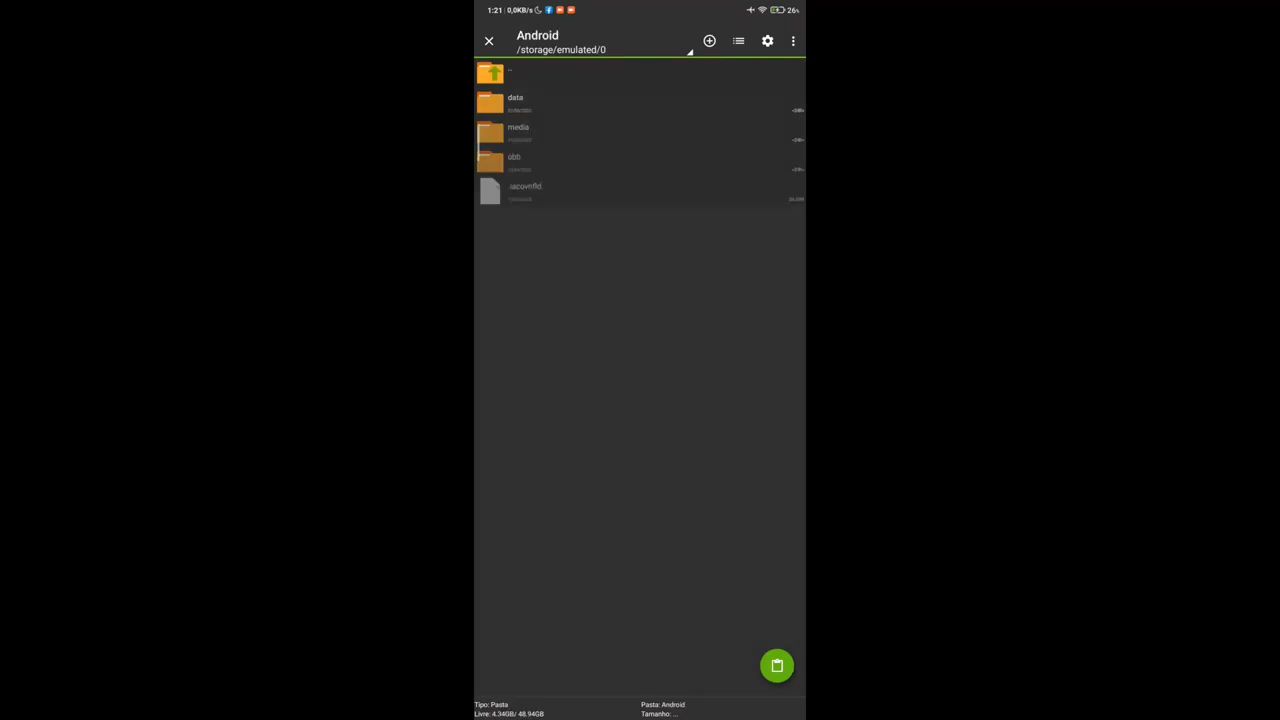 1:21 0,0KB/s 26%
Android
/storage/emulated/0
..
data
media
obb
Tipo: Pasta
Pasta: Android
Livre: 4.34GB/ 48.94GB
Tamanho: ...